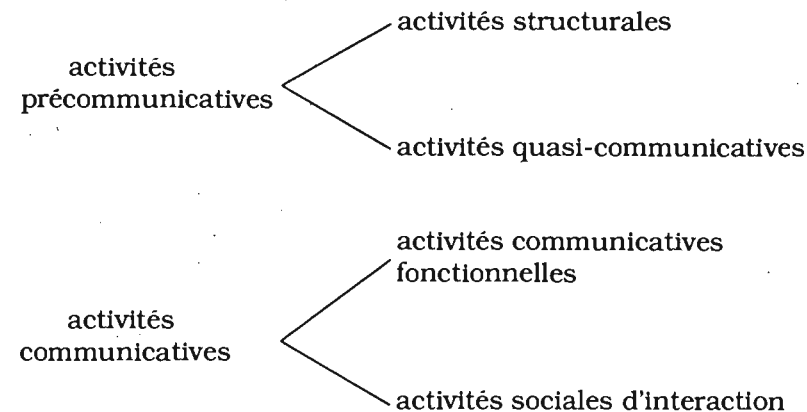 activités structurales
activités
précommunicatives
activités quasi-communicatives
activités communicatives
fonctionnelles
activités
communicatives
activités sociales d'interaction